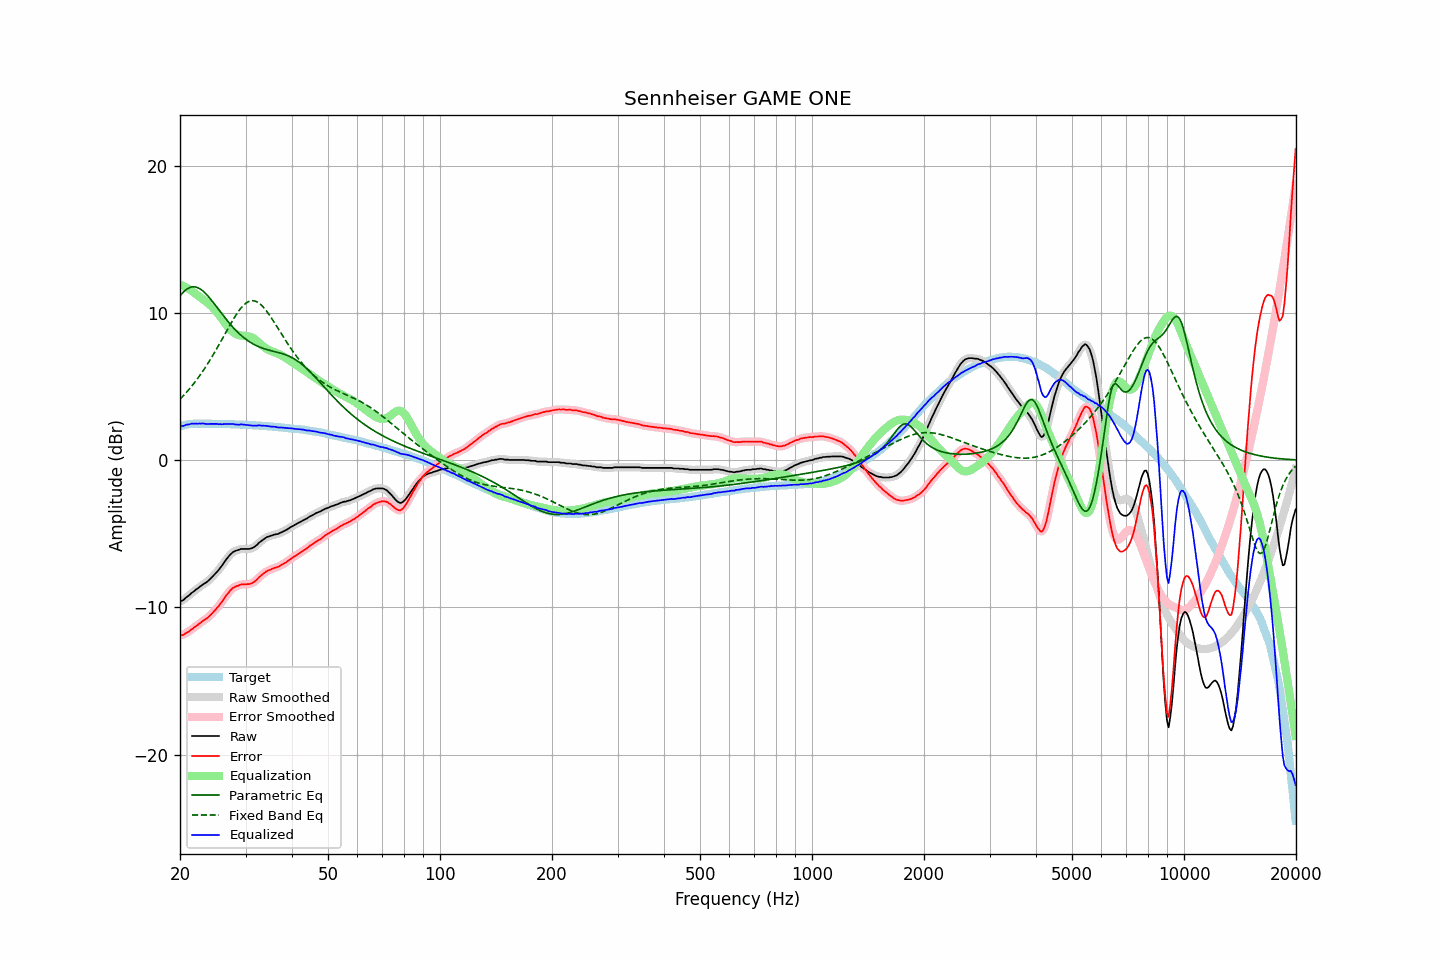 Sennheiser GAME ONE
Amplitude (dBr)
20
10
0
−10
−20
Target
Raw Smoothed
Error Smoothed
Raw
Error
Equalization
Parametric Eq
Fixed Band Eq
Equalized
20 50 100 200 500 1000 2000 5000 10000 20000
Frequency (Hz)